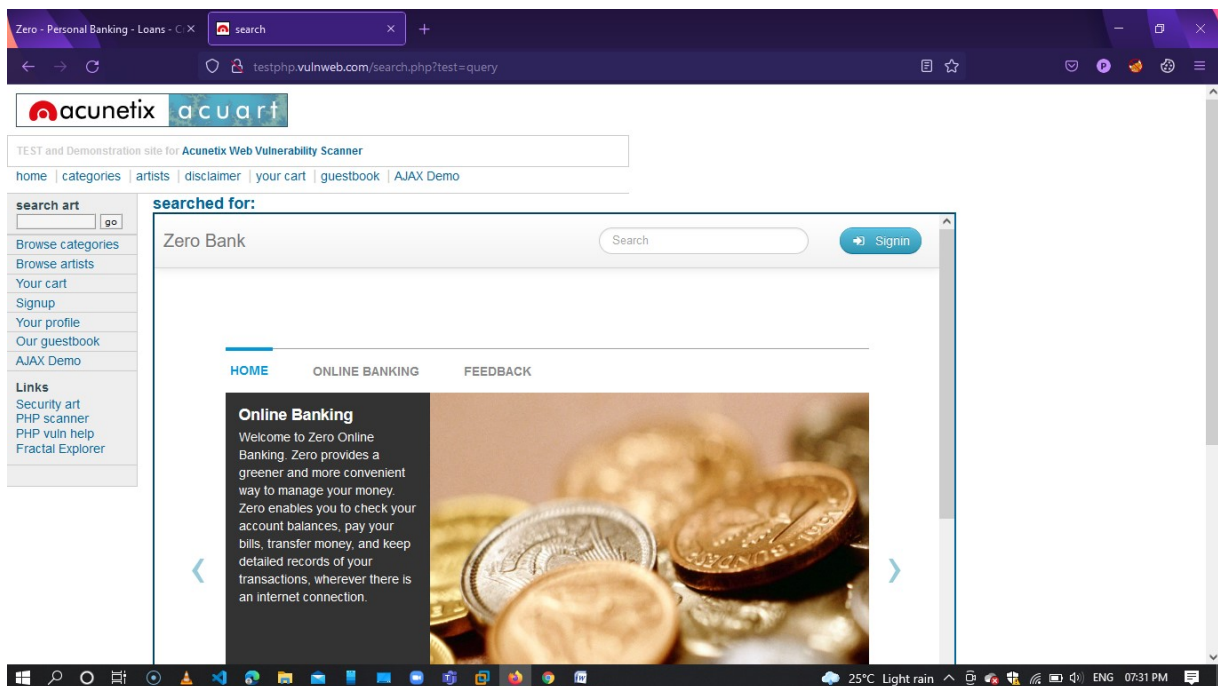 Zero - Personal Banking - Loans - C
search
testphp.vulnweb.com/search.php?test=query
acunetix acuart
TEST and Demonstration site for Acunetix Web Vulnerability Scanner
home | categories | artists | disclaimer | your cart | guestbook | AJAX Demo
search art
go
Browse categories
Browse artists
Your cart
Signup
Your profile
Our guestbook
AJAX Demo
Links
Security art
PHP scanner
PHP vuln help
Fractal Explorer
searched for:
Zero Bank
Search
Signin
HOME ONLINE BANKING FEEDBACK
Online Banking
Welcome to Zero Online
Banking. Zero provides a
greener and more convenient
way to manage your money.
Zero enables you to check your
account balances, pay your
bills, transfer money, and keep
detailed records of your
transactions, wherever there is
an internet connection.
25°C Light rain ENG 07:31 PM